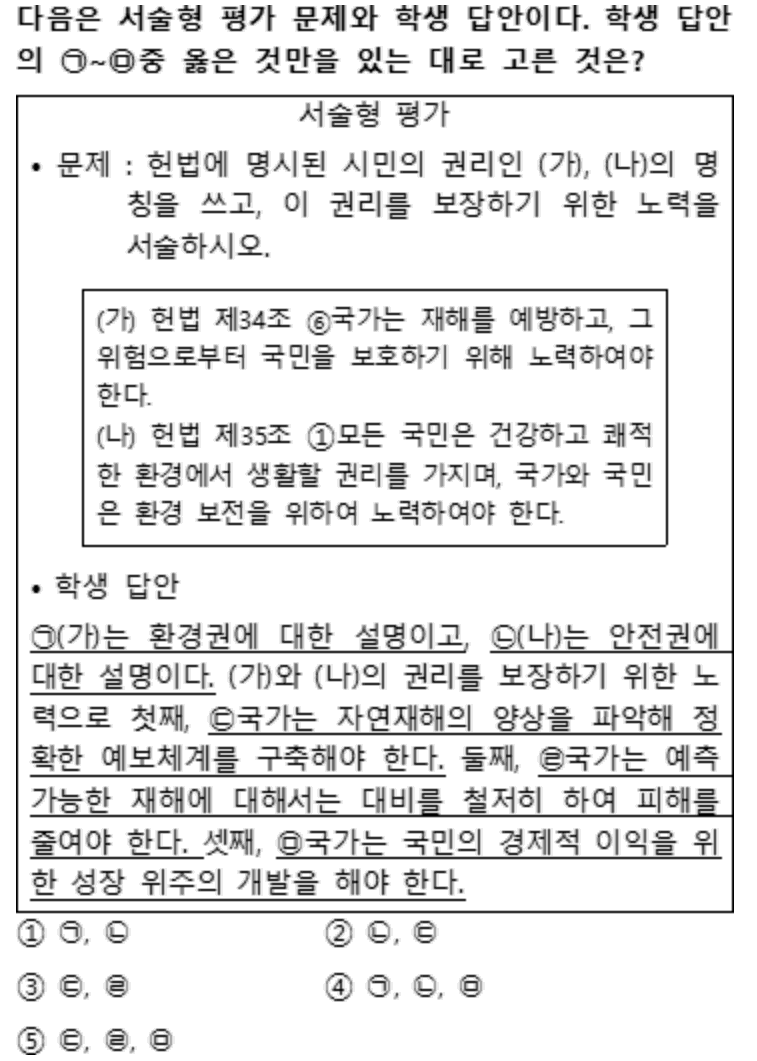 다음은 서술형 평가 문제와 학생 답안이다. 학생 답안
의 ㉠~㉤중 옳은 것만을 있는 대로 고른 것은?
서술형 평가
• 문제 : 헌법에 명시된 시민의 권리인 (가), (나)의 명
칭을 쓰고, 이 권리를 보장하기 위한 노력을
서술하시오.
(가) 헌법 제34조 ⑥국가는 재해를 예방하고, 그
위험으로부터 국민을 보호하기 위해 노력하여야
한다.
(나) 헌법 제35조 ①모든 국민은 건강하고 쾌적
한 환경에서 생활할 권리를 가지며, 국가와 국민
은 환경 보전을 위하여 노력하여야 한다.
• 학생 답안
㉠(가)는 환경권에 대한 설명이고, ㉡(나)는 안전권에
대한 설명이다. (가)와 (나)의 권리를 보장하기 위한 노
력으로 첫째, ㉢국가는 자연재해의 양상을 파악해 정
확한 예보체계를 구축해야 한다. 둘째, ㉣국가는 예측
가능한 재해에 대해서는 대비를 철저히 하여 피해를
줄여야 한다. 셋째, ㉤국가는 국민의 경제적 이익을 위
한 성장 위주의 개발을 해야 한다.
① ㉠, ㉡ ② ㉡, ㉢
③ ㉢, ㉣ ④ ㉠, ㉡, ㉤
⑤ ㉢, ㉣, ㉤